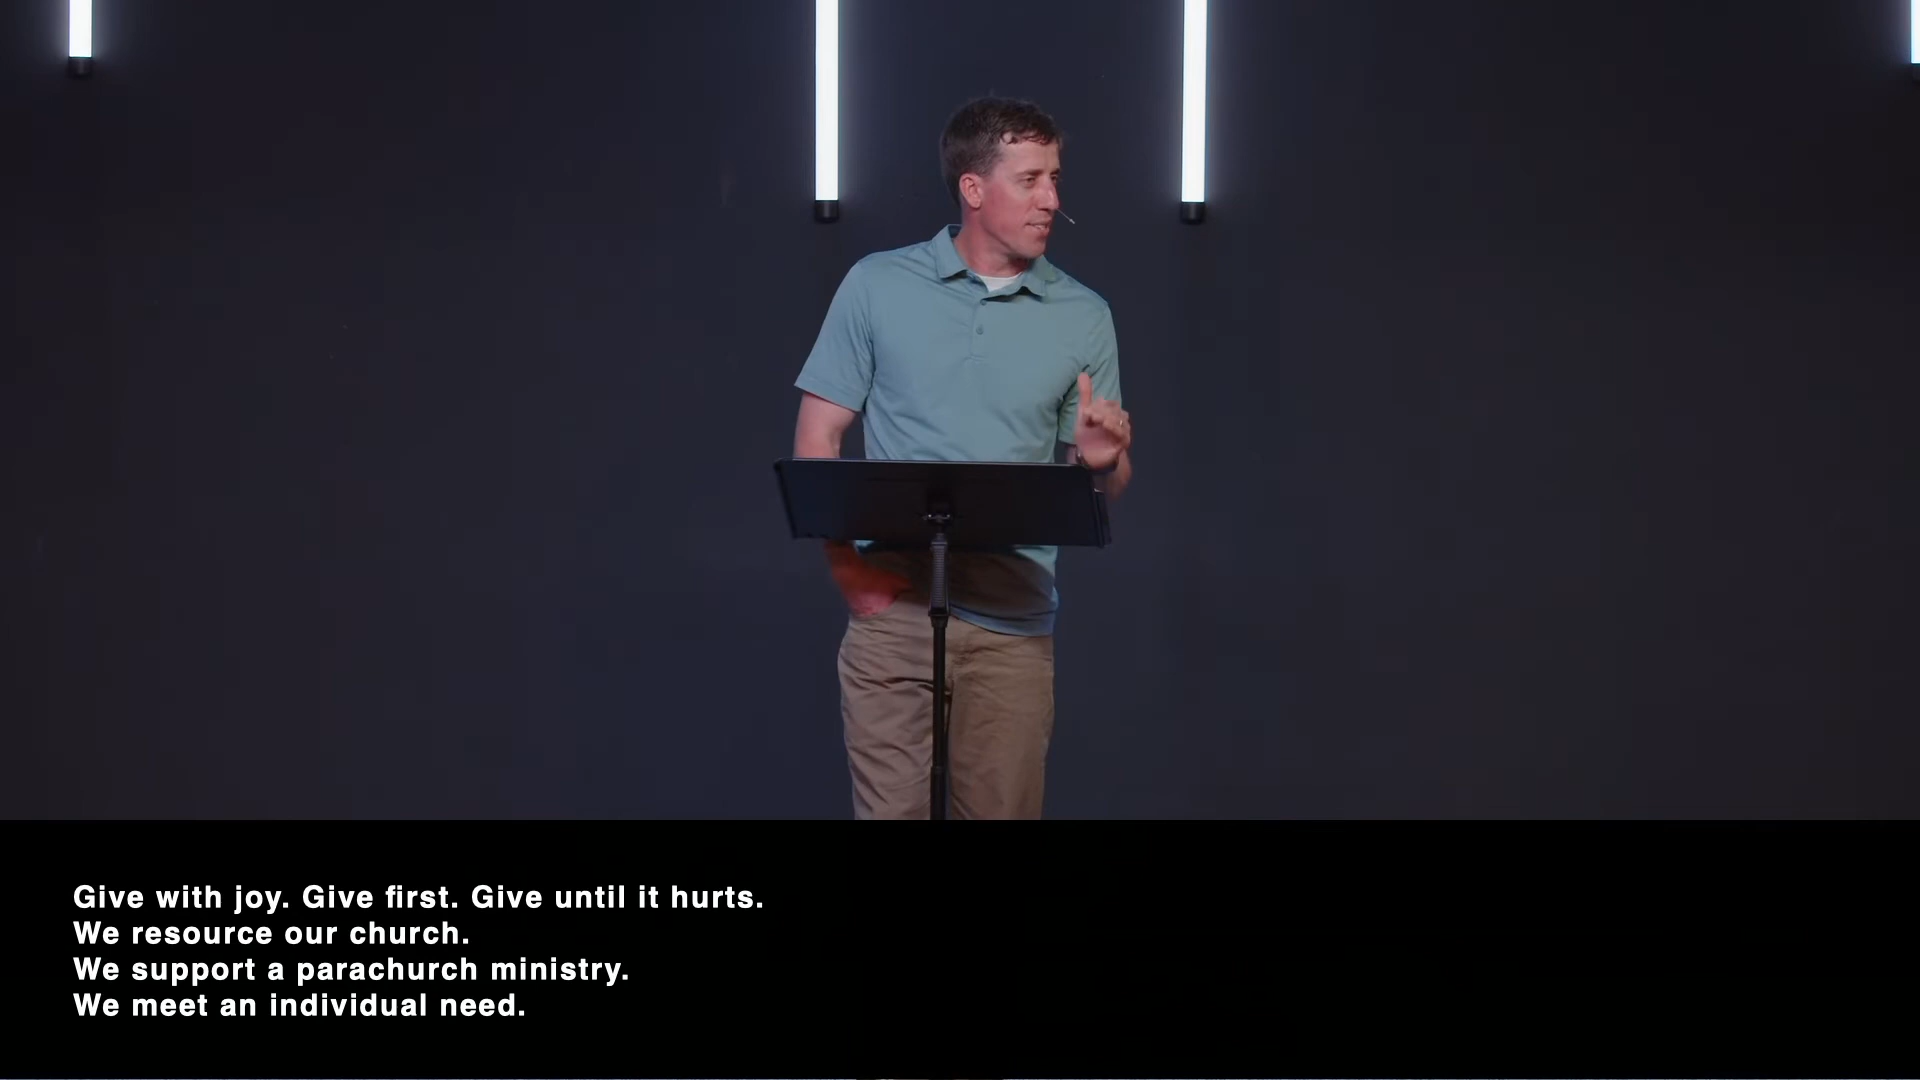 Give with joy. Give first. Give until it hurts.
We resource our church.
We support a parachurch ministry.
We meet an individual need.